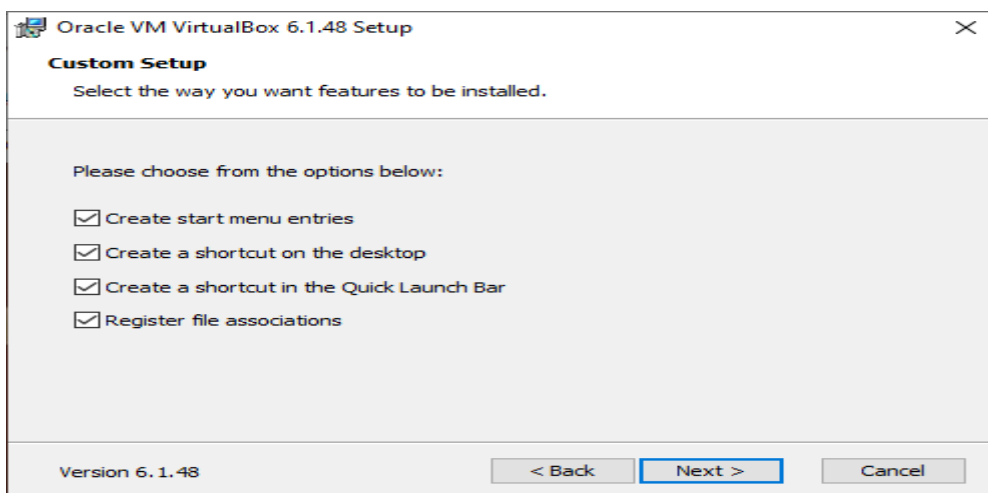 Oracle VM VirtualBox 6.1.48 Setup
Custom Setup
Select the way you want features to be installed.
Please choose from the options below:
Create start menu entries
Create a shortcut on the desktop
Create a shortcut in the Quick Launch Bar
Register file associations
Version 6.1.48
< Back
Next >
Cancel